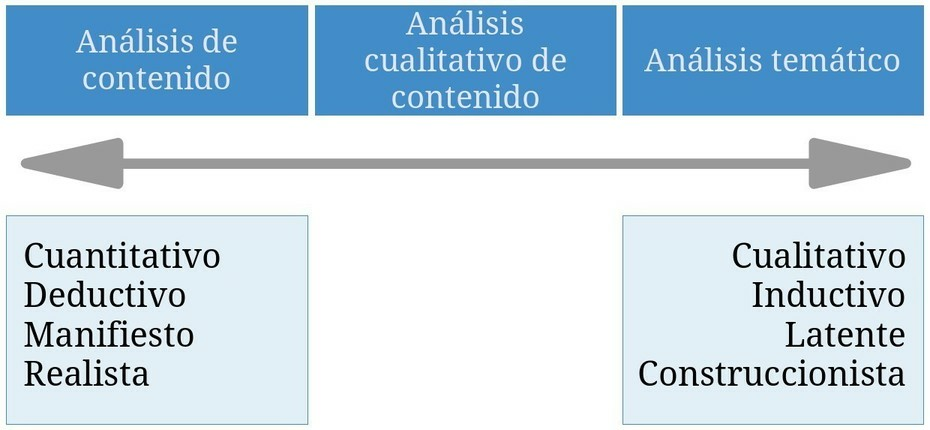 Análisis de
contenido
Análisis
cualitativo de
contenido
Análisis temático
Cuantitativo
Deductivo
Manifiesto
Realista
Cualitativo
Inductivo
Latente
Construccionista